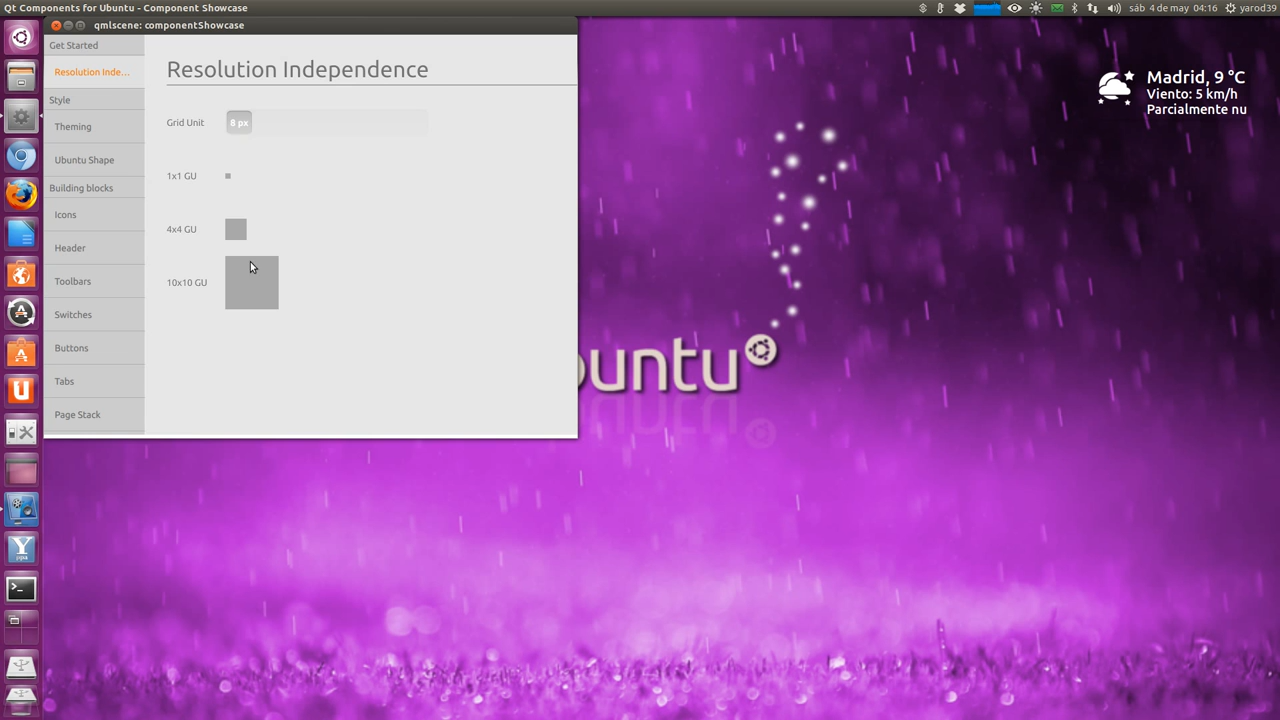 Qt Components for Ubuntu - Component Showcase
sáb 4 de may 04:16 yarod39
qmlscene: componentShowcase
Get Started
Resolution Inde...
Style
Theming
Ubuntu Shape
Building blocks
Icons
Header
Toolbars
Switches
Buttons
Tabs
Page Stack
Resolution Independence
Grid Unit
8 px
1x1 GU
4x4 GU
10x10 GU
Madrid, 9 °C
Viento: 5 km/h
Parcialmente nu
buntu